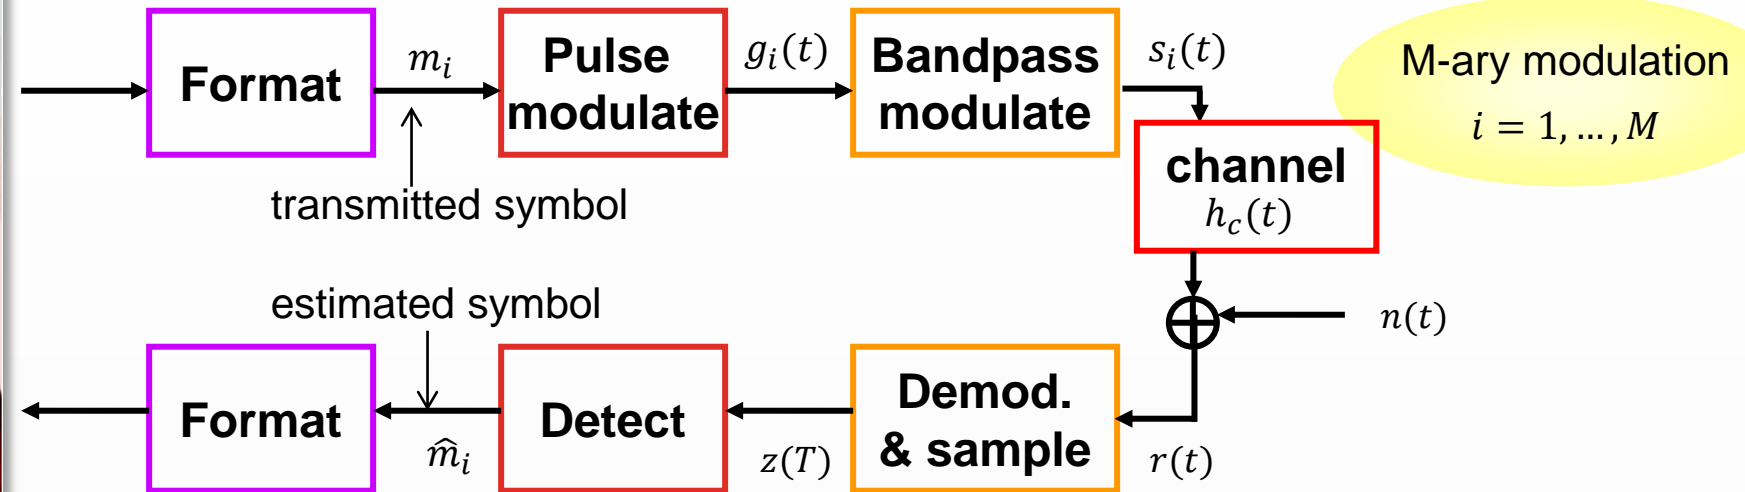 Format
m_i
Pulse
modulate
g_i(t)
Bandpass
modulate
s_i(t)
M-ary modulation
i = 1, … , M
channel
h_c(t)
transmitted symbol
n(t)
estimated symbol
Format
m̂_i
Detect
z(T)
Demod.
& sample
r(t)